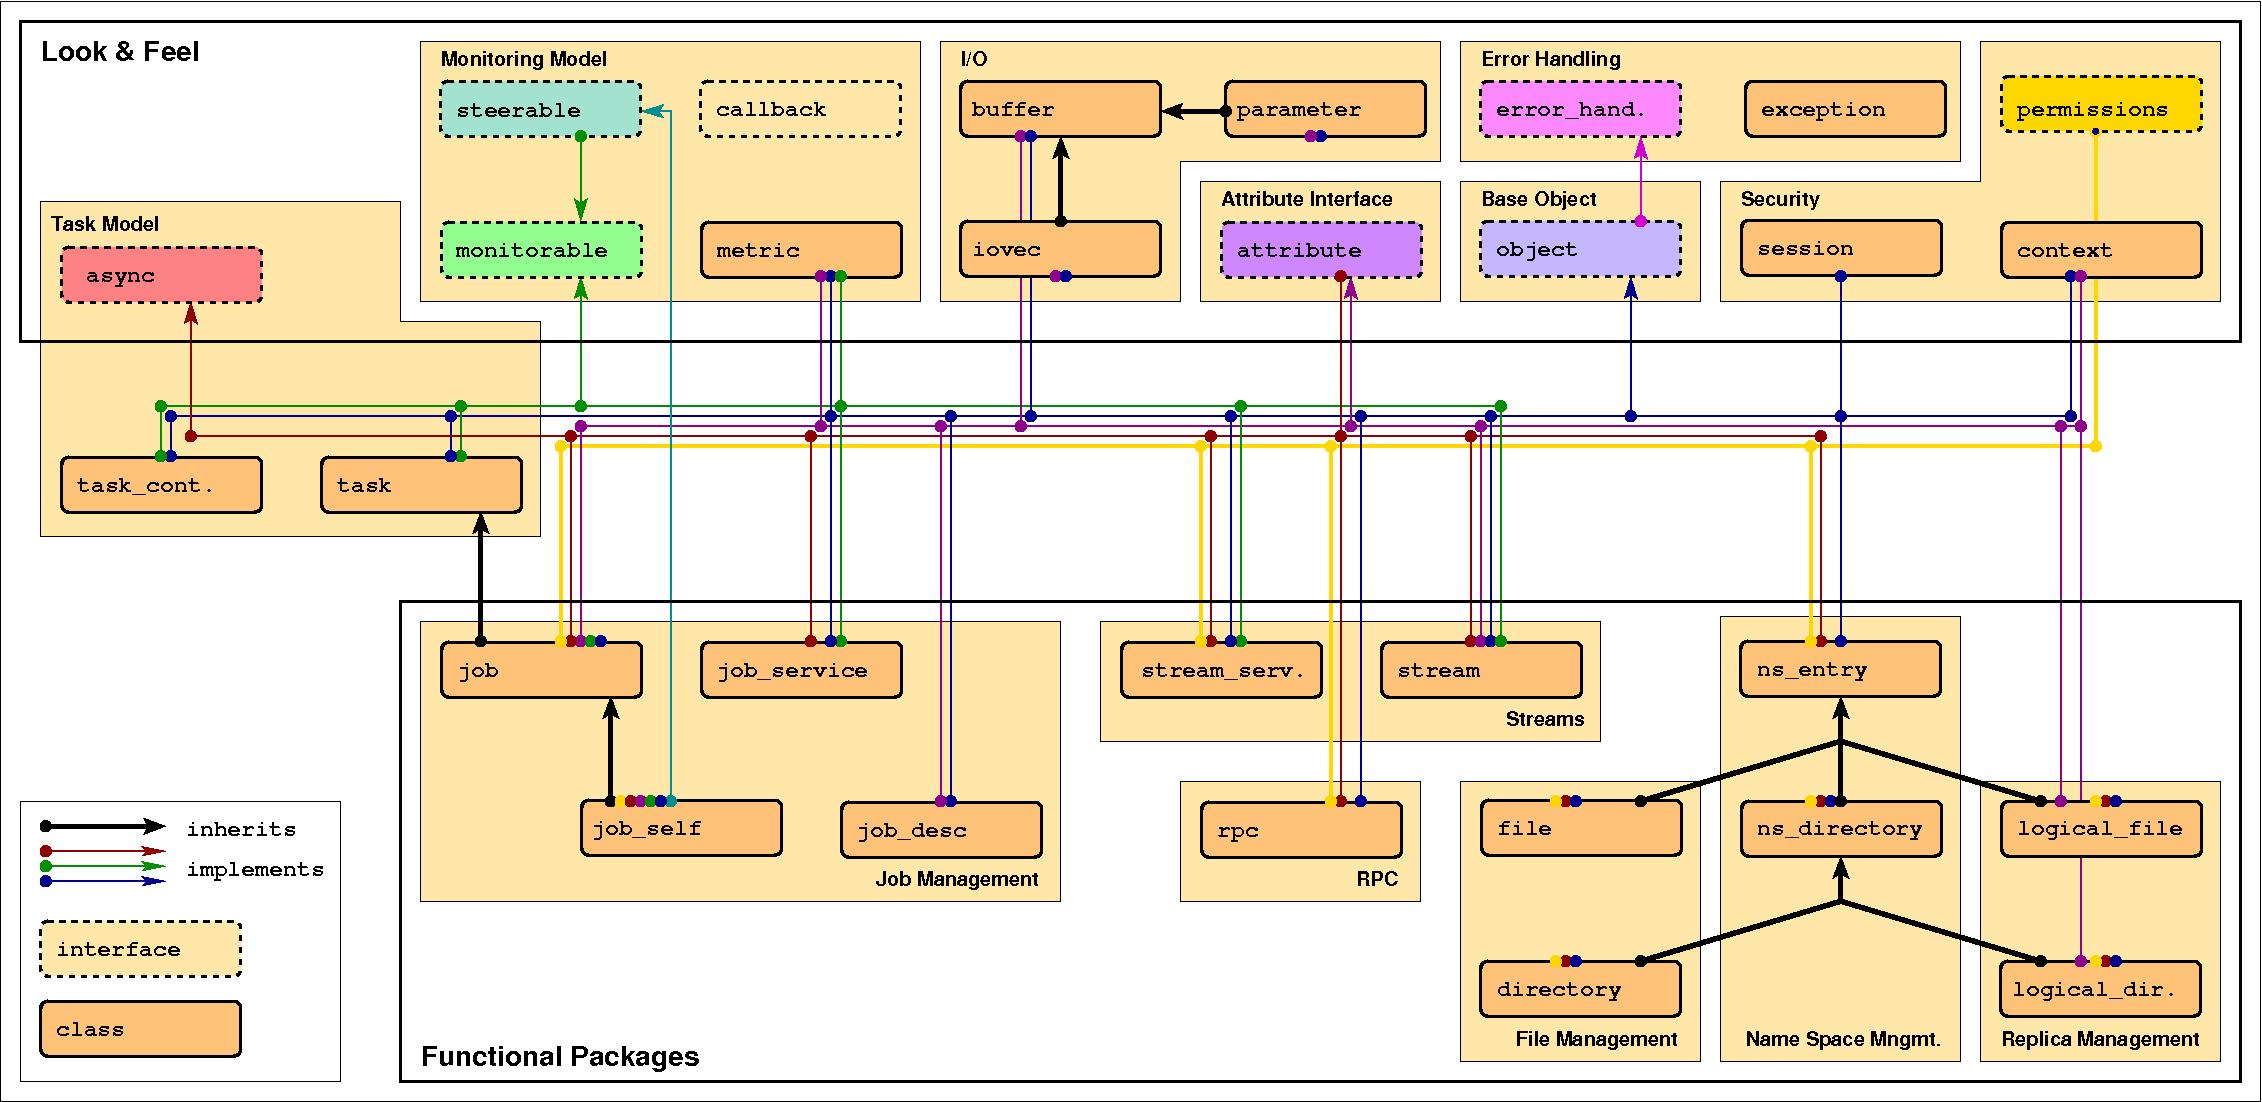 Look & Feel
Monitoring Model
I/O
Error Handling
steerable
callback
buffer
parameter
error_hand.
exception
permissions
Task Model
Attribute Interface
Base Object
Security
monitorable
metric
iovec
attribute
object
session
context
async
task_cont.
task
job
job_service
stream_serv.
stream
ns_entry
Streams
job_self
job_desc
rpc
file
ns_directory
logical_file
Job Management
RPC
inherits
implements
interface
class
directory
logical_dir.
File Management
Name Space Mngmt.
Replica Management
Functional Packages